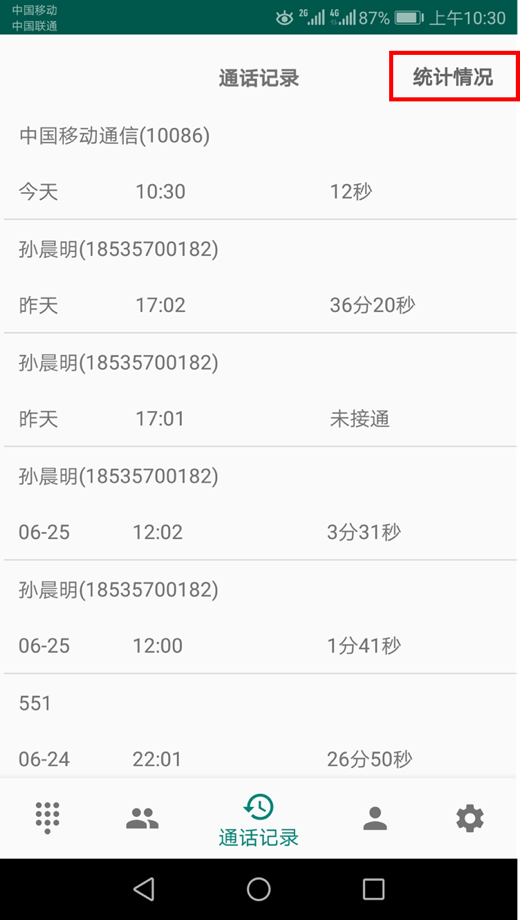 中国移动
中国联通
2G 4G 87% 上午10:30
通话记录 统计情况
中国移动通信(10086)
今天 10:30 12秒
孙晨明(18535700182)
昨天 17:02 36分20秒
孙晨明(18535700182)
昨天 17:01 未接通
孙晨明(18535700182)
06-25 12:02 3分31秒
孙晨明(18535700182)
06-25 12:00 1分41秒
551
06-24 22:01 26分50秒
通话记录